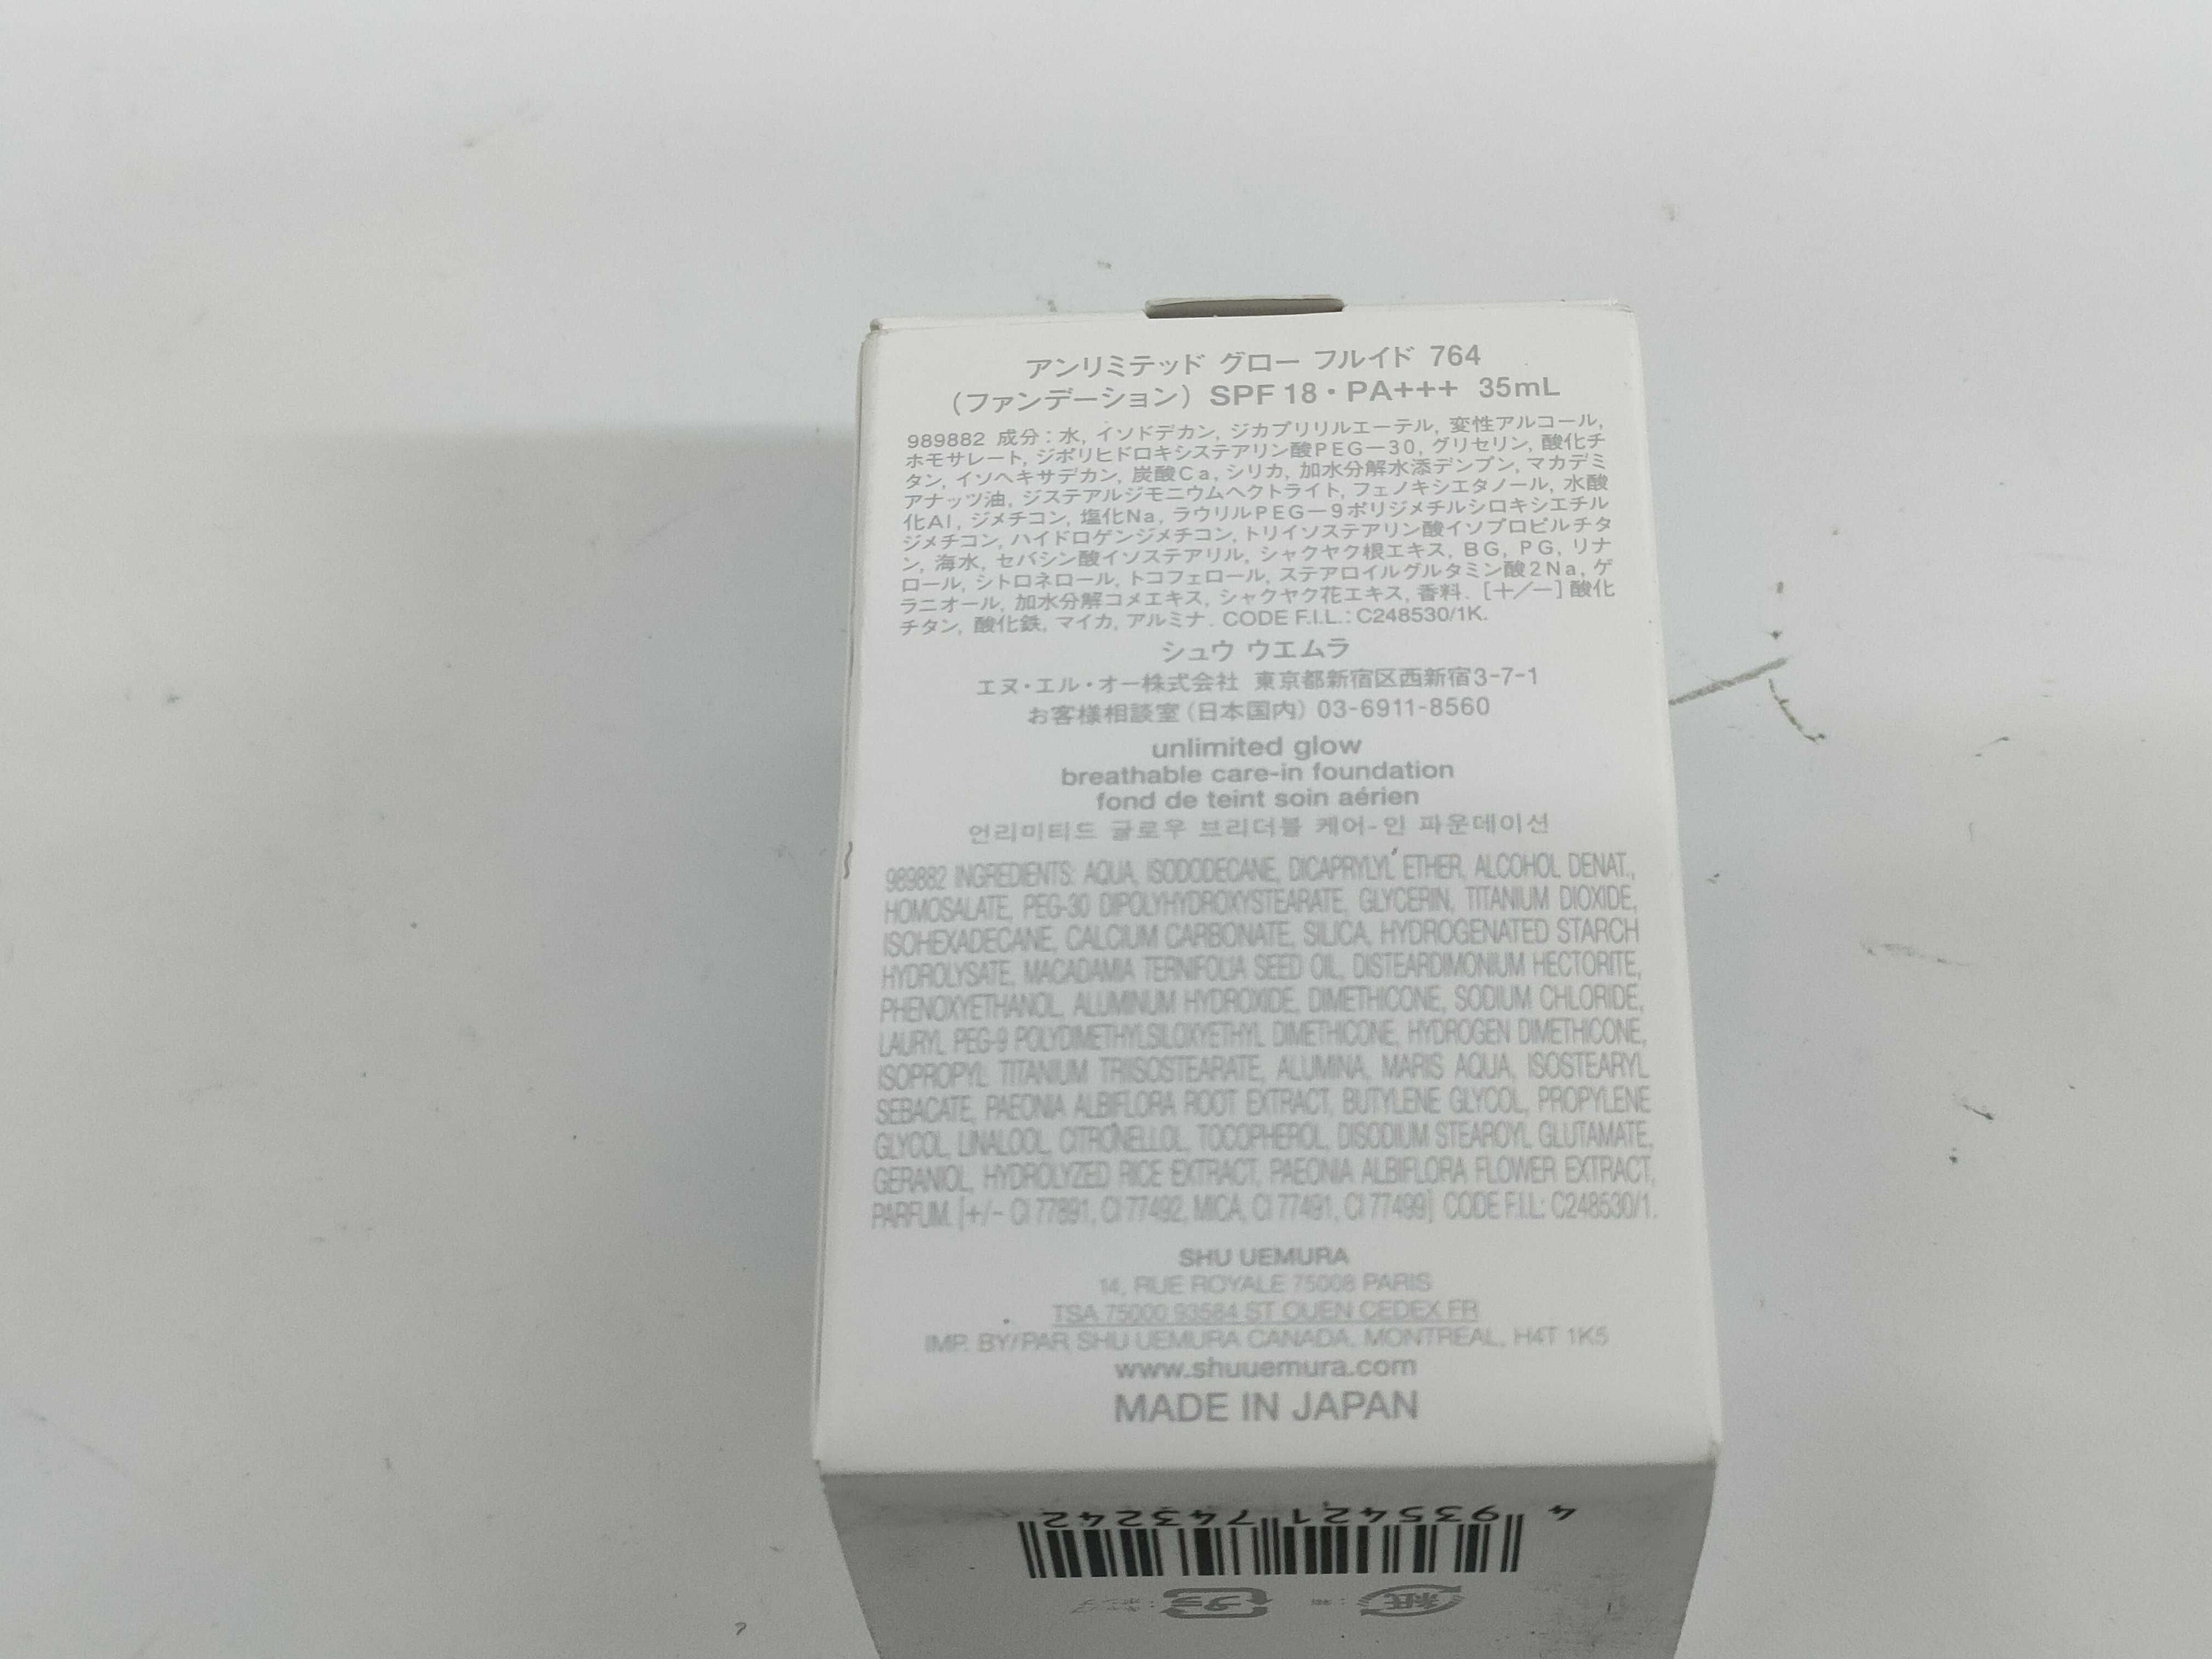 アンリミテッド グロー フルイド 764
（ファンデーション）SPF 18・PA+++ 35mL
989882 成分：水, イソドデカン, ジカプリリルエーテル, 変性アルコール,
ホモサレート, ジポリヒドロキシステアリン酸PEG－30, グリセリン, 酸化チ
タン, イソヘキサデカン, 炭酸Ca, シリカ, 加水分解水添デンプン, マカデミ
アナッツ油, ジステアルジモニウムヘクトライト, フェノキシエタノール, 水酸
化Al, ジメチコン, 塩化Na, ラウリルPEG－9ポリジメチルシロキシエチル
ジメチコン, ハイドロゲンジメチコン, トリイソステアリン酸イソプロピルチタ
ン, 海水, セバシン酸イソステアリル, シャクヤク根エキス, BG, PG, リナ
ロール, シトロネロール, トコフェロール, ステアロイルグルタミン酸2Na, ゲ
ラニオール, 加水分解コメエキス, シャクヤク花エキス, 香料. [＋／－] 酸化
チタン, 酸化鉄, マイカ, アルミナ. CODE F.I.L.: C248530/1K.
シュウ ウエムラ
エヌ・エル・オー株式会社 東京都新宿区西新宿3-7-1
お客様相談室（日本国内）03-6911-8560
unlimited glow
breathable care-in foundation
fond de teint soin aérien
언리미티드 글로우 브리더블 케어-인 파운데이션
989882 INGREDIENTS: AQUA, ISODODECANE, DICAPRYLYL ETHER, ALCOHOL DENAT.,
HOMOSALATE, PEG-30 DIPOLYHYDROXYSTEARATE, GLYCERIN, TITANIUM DIOXIDE,
ISOHEXADECANE, CALCIUM CARBONATE, SILICA, HYDROGENATED STARCH
HYDROLYSATE, MACADAMIA TERNIFOLIA SEED OIL, DISTEARDIMONIUM HECTORITE,
PHENOXYETHANOL, ALUMINUM HYDROXIDE, DIMETHICONE, SODIUM CHLORIDE,
LAURYL PEG-9 POLYDIMETHYLSILOXYETHYL DIMETHICONE, HYDROGEN DIMETHICONE,
ISOPROPYL TITANIUM TRIISOSTEARATE, ALUMINA, MARIS AQUA, ISOSTEARYL
SEBACATE, PAEONIA ALBIFLORA ROOT EXTRACT, BUTYLENE GLYCOL, PROPYLENE
GLYCOL, LINALOOL, CITRONELLOL, TOCOPHEROL, DISODIUM STEAROYL GLUTAMATE,
GERANIOL, HYDROLYZED RICE EXTRACT, PAEONIA ALBIFLORA FLOWER EXTRACT,
PARFUM. [+/- CI 77891, CI 77492, MICA, CI 77491, CI 77499] CODE F.I.L: C248530/1.
SHU UEMURA
14, RUE ROYALE 75008 PARIS
TSA 75000 93584 ST OUEN CEDEX FR
IMP. BY/PAR SHU UEMURA CANADA, MONTREAL, H4T 1K5
www.shuuemura.com
MADE IN JAPAN
4 935421 743242
紙 プラ